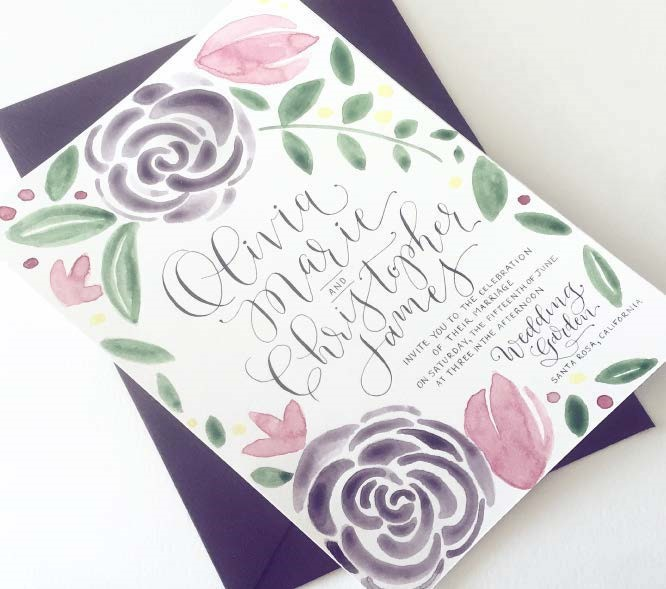 Olivia
Marie
AND
Christopher
James
INVITE YOU TO THE CELEBRATION
OF THEIR MARRIAGE
ON SATURDAY, THE FIFTEENTH OF JUNE,
AT THREE IN THE AFTERNOON
Wedding
Garden
SANTA ROSA, CALIFORNIA